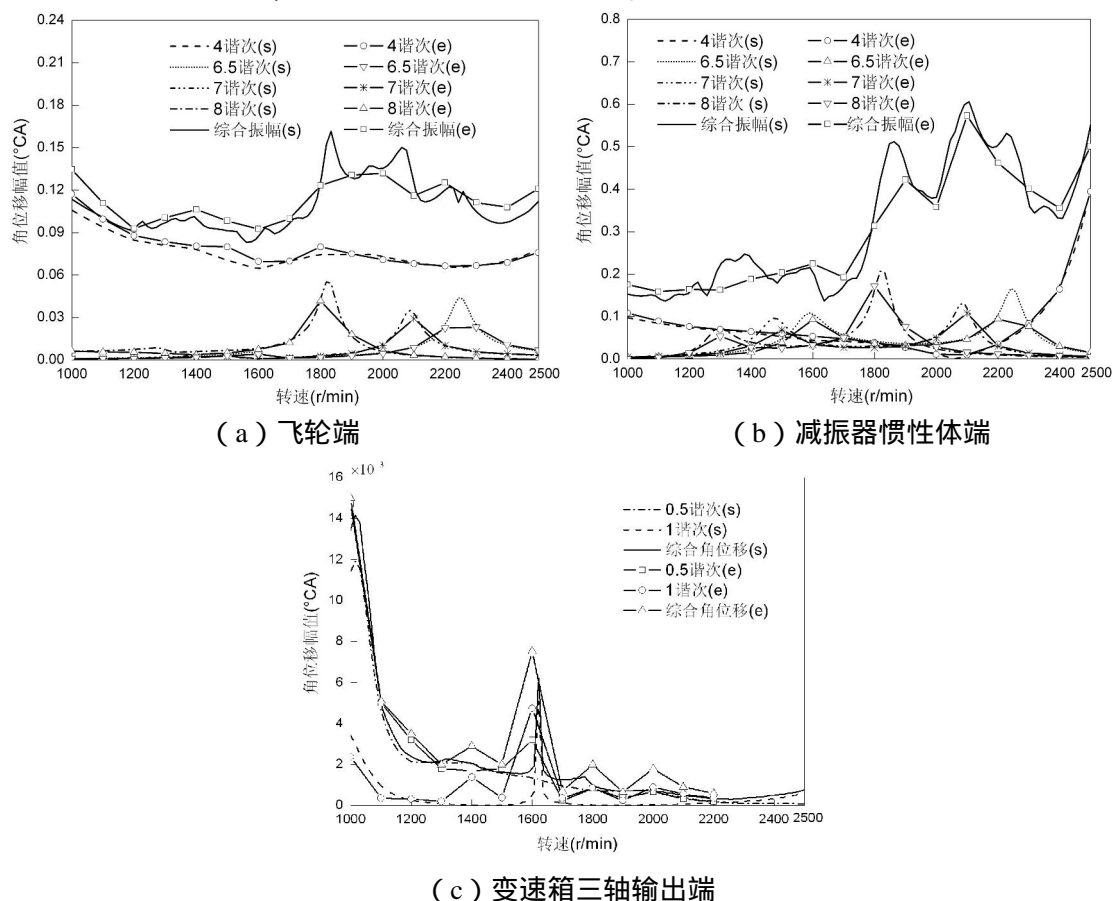 0.24
0.21
0.18
0.15
0.12
0.09
0.06
0.03
0.00
角位移幅值(°CA)
4谐次(s)
6.5谐次(s)
7谐次(s)
8谐次(s)
综合振幅(s)
4谐次(e)
6.5谐次(e)
7谐次(e)
8谐次(e)
综合振幅(e)
1000 1200 1400 1600 1800 2000 2200 2400 2500
转速(r/min)
(a)飞轮端
0.8
0.7
0.6
0.5
0.4
0.3
0.2
0.1
0.0
角位移幅值(°CA)
4谐次(s)
6.5谐次(s)
7谐次(s)
8谐次 (s)
综合振幅(s)
4谐次(e)
6.5谐次(e)
7谐次(e)
8谐次(e)
综合振幅(e)
1000 1200 1400 1600 1800 2000 2200 2400 2500
转速(r/min)
(b)减振器惯性体端
×10⁻³
16
14
12
10
8
6
4
2
0
角位移幅值(°CA)
0.5谐次(s)
1谐次(s)
综合角位移(s)
0.5谐次(e)
1谐次(e)
综合角位移(e)
1000 1200 1400 1600 1800 2000 2200 2400 2500
转速(r/min)
(c)变速箱三轴输出端